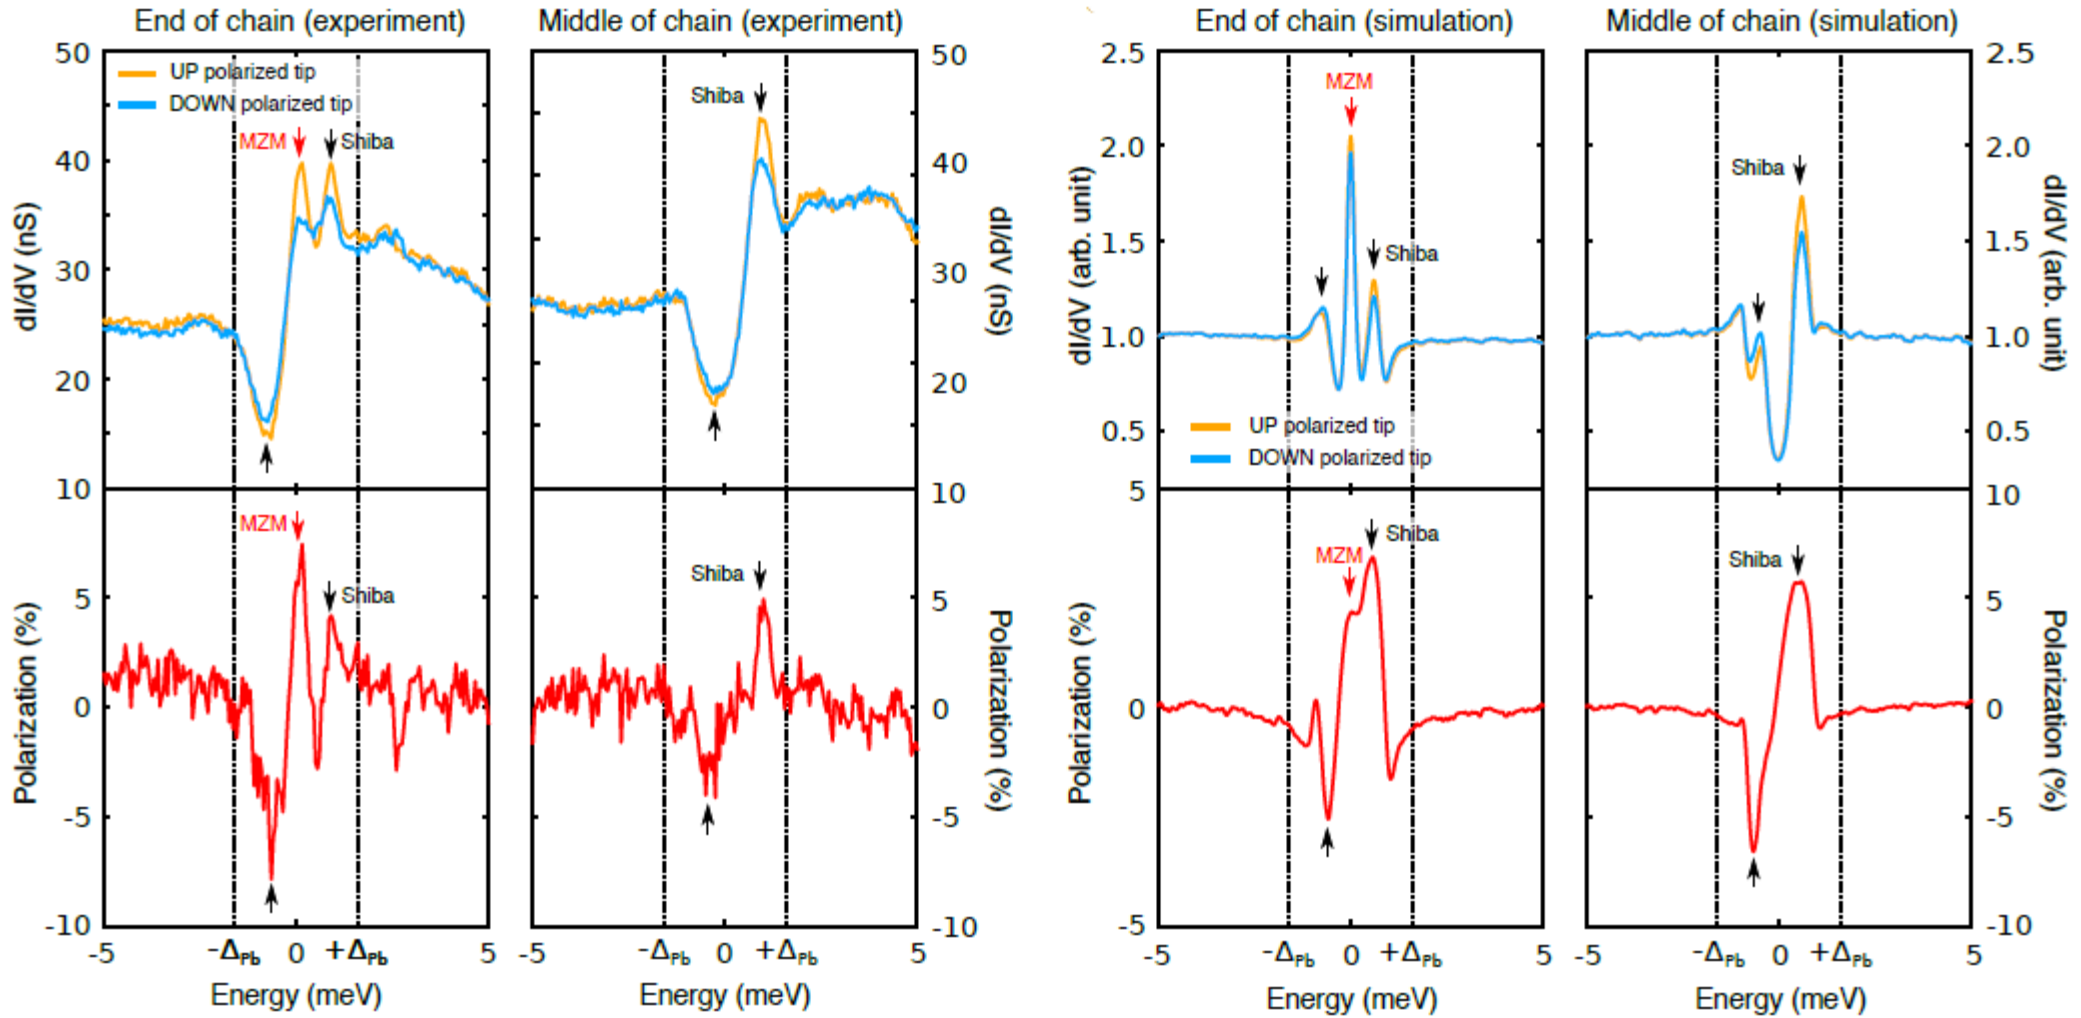 End of chain (experiment)
Middle of chain (experiment)
End of chain (simulation)
Middle of chain (simulation)
50
40
30
20
10
5
0
-5
-10
dI/dV (nS)
Polarization (%)
UP polarized tip
DOWN polarized tip
MZM
Shiba
MZM
Shiba
-5
-ΔPb
0
+ΔPb
5
Energy (meV)
Shiba
Shiba
50
40
30
20
10
5
0
-5
-10
dI/dV (nS)
Polarization (%)
-5
-ΔPb
0
+ΔPb
5
Energy (meV)
2.5
2.0
1.5
1.0
0.5
5
0
-5
dI/dV (arb. unit)
Polarization (%)
MZM
Shiba
UP polarized tip
DOWN polarized tip
MZM
Shiba
-5
-ΔPb
0
+ΔPb
5
Energy (meV)
Shiba
Shiba
2.5
2.0
1.5
1.0
0.5
10
5
0
-5
-10
dI/dV (arb. unit)
Polarization (%)
-5
-ΔPb
0
+ΔPb
5
Energy (meV)